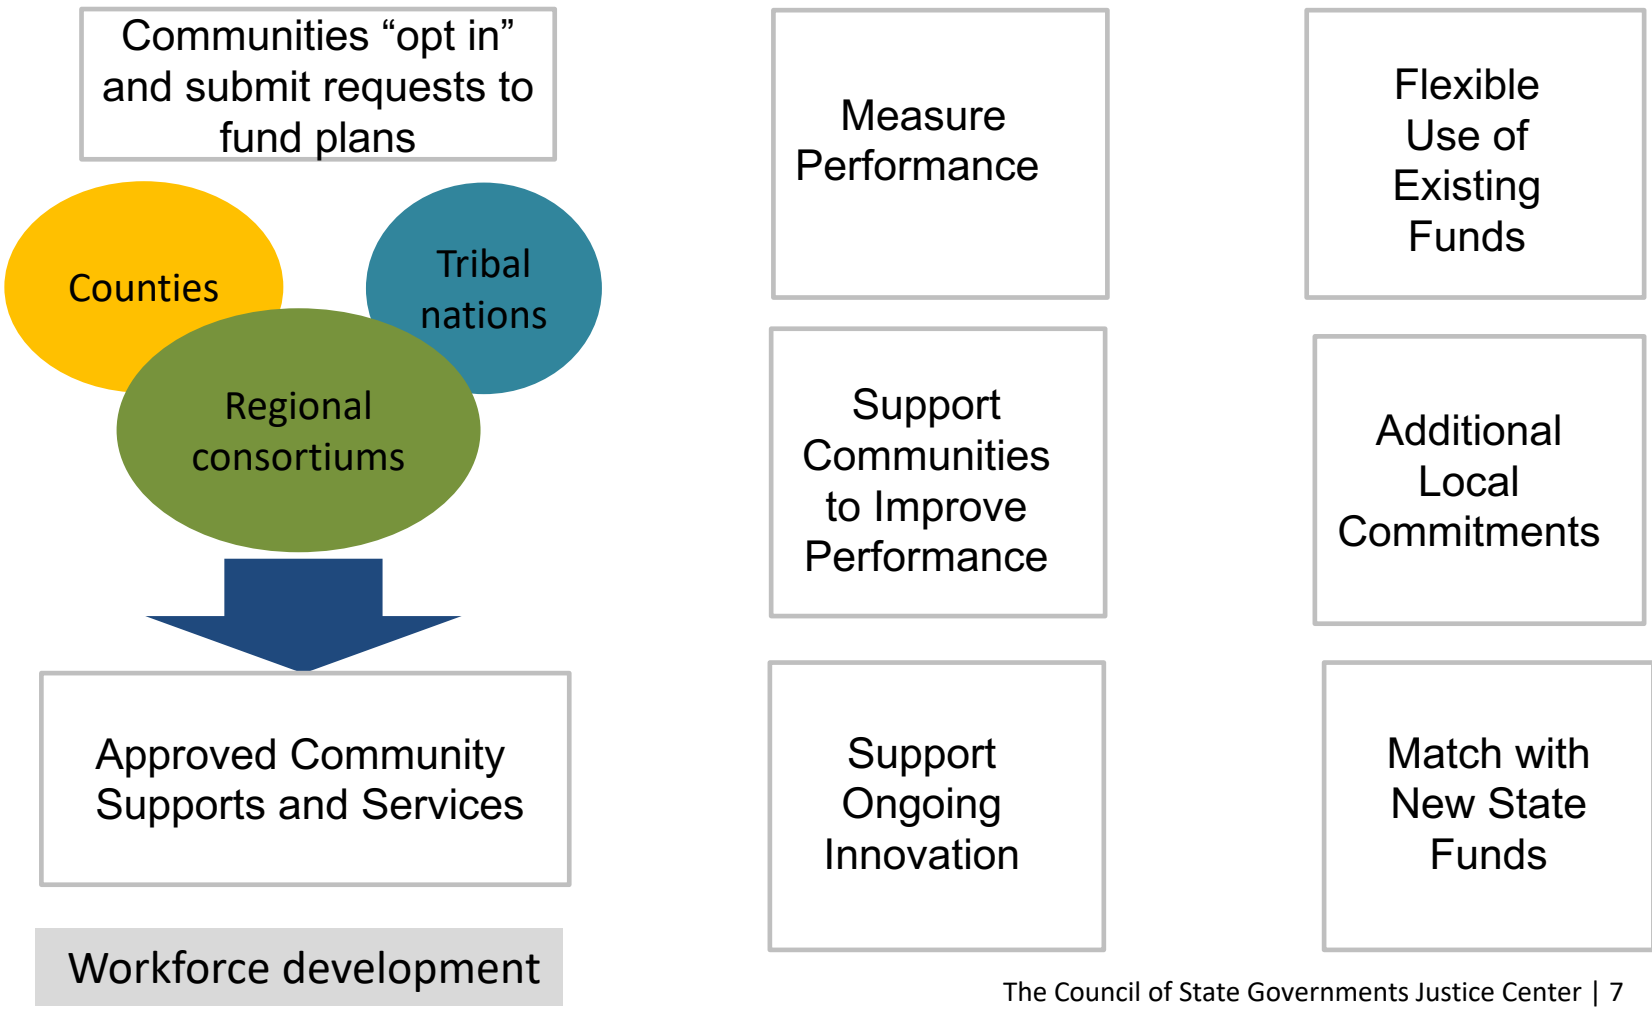 Communities “opt in”
and submit requests to
fund plans
Counties
Tribal
nations
Regional
consortiums
Approved Community
Supports and Services
Workforce development
Measure
Performance
Support
Communities
to Improve
Performance
Support
Ongoing
Innovation
Flexible
Use of
Existing
Funds
Additional
Local
Commitments
Match with
New State
Funds
The Council of State Governments Justice Center | 7